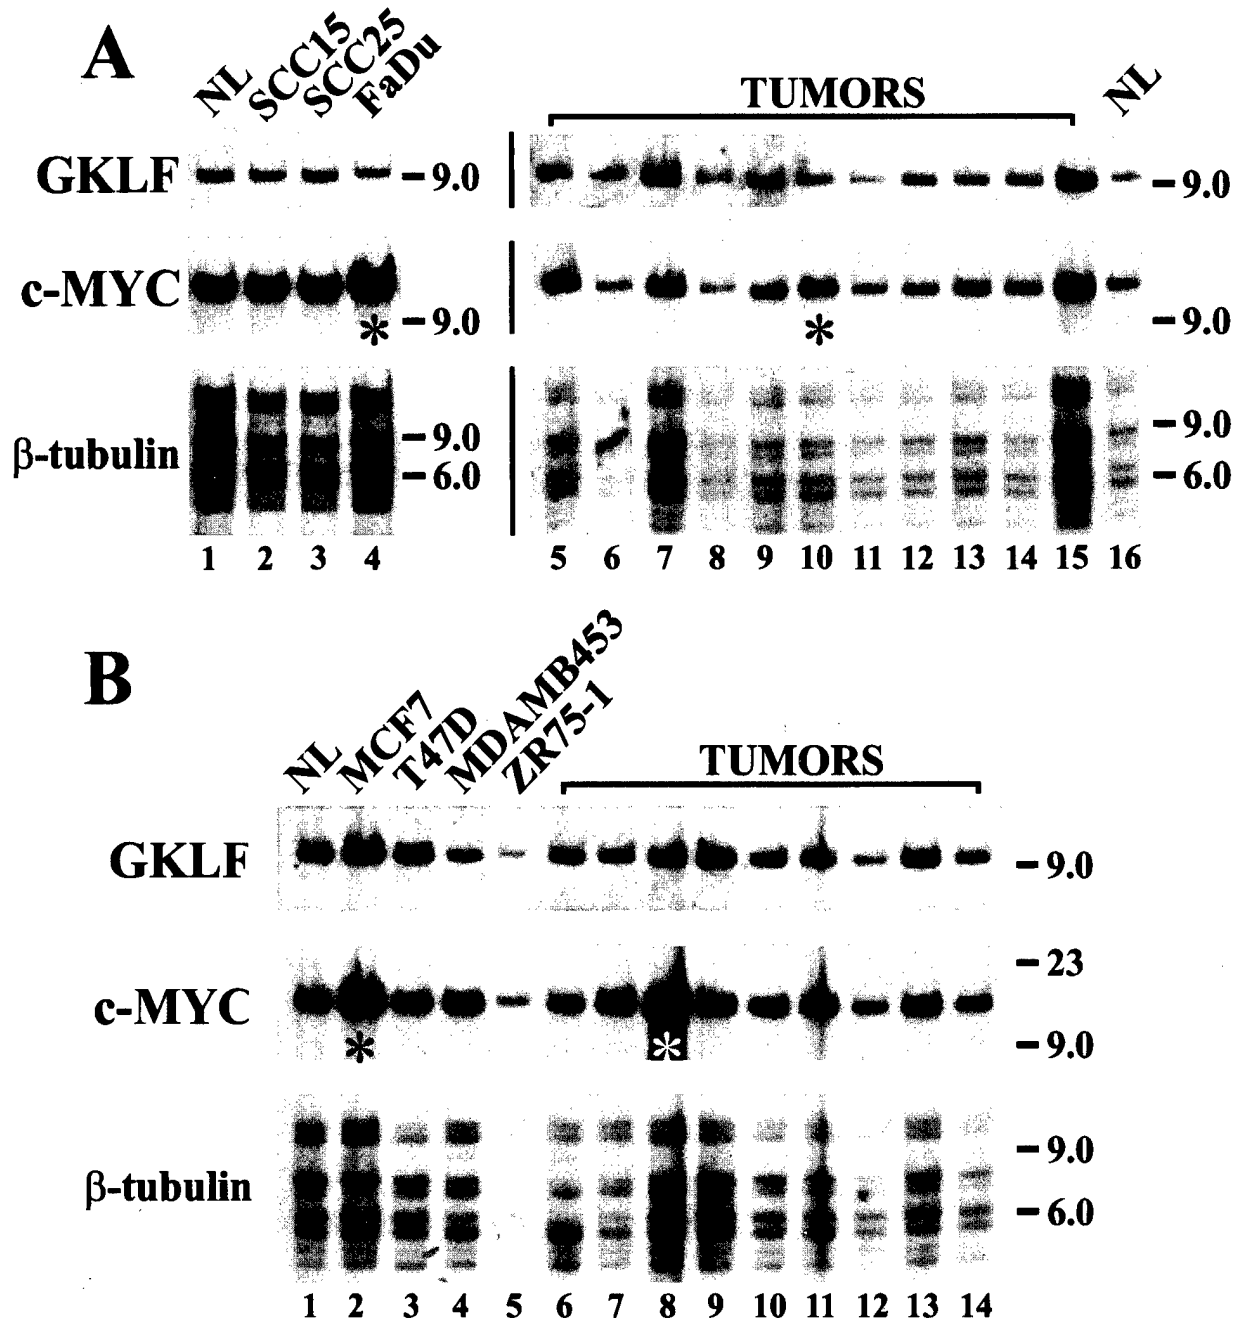 A
NL SCC15 SCC25 FaDu
TUMORS
NL
GKLF
9.0
9.0
c-MYC
*
9.0
*
9.0
β-tubulin
9.0
6.0
9.0
6.0
1 2 3 4 5 6 7 8 9 10 11 12 13 14 15 16
B
NL MCF7 T47D MDAMB453 ZR75-1
TUMORS
GKLF
9.0
c-MYC
23
* *
9.0
β-tubulin
9.0
6.0
1 2 3 4 5 6 7 8 9 10 11 12 13 14